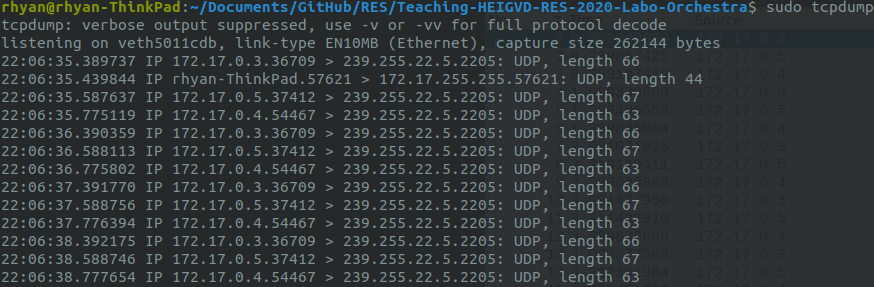 rhyan@rhyan-ThinkPad:~/Documents/GitHub/RES/Teaching-HEIGVD-RES-2020-Labo-Orchestra$ sudo tcpdump
tcpdump: verbose output suppressed, use -v or -vv for full protocol decode
listening on veth5011cdb, link-type EN10MB (Ethernet), capture size 262144 bytes
22:06:35.389737 IP 172.17.0.3.36709 > 239.255.22.5.2205: UDP, length 66
22:06:35.439844 IP rhyan-ThinkPad.57621 > 172.17.255.255.57621: UDP, length 44
22:06:35.587637 IP 172.17.0.5.37412 > 239.255.22.5.2205: UDP, length 67
22:06:35.775119 IP 172.17.0.4.54467 > 239.255.22.5.2205: UDP, length 63
22:06:36.390359 IP 172.17.0.3.36709 > 239.255.22.5.2205: UDP, length 66
22:06:36.588113 IP 172.17.0.5.37412 > 239.255.22.5.2205: UDP, length 67
22:06:36.775802 IP 172.17.0.4.54467 > 239.255.22.5.2205: UDP, length 63
22:06:37.391770 IP 172.17.0.3.36709 > 239.255.22.5.2205: UDP, length 66
22:06:37.588756 IP 172.17.0.5.37412 > 239.255.22.5.2205: UDP, length 67
22:06:37.776394 IP 172.17.0.4.54467 > 239.255.22.5.2205: UDP, length 63
22:06:38.392175 IP 172.17.0.3.36709 > 239.255.22.5.2205: UDP, length 66
22:06:38.588746 IP 172.17.0.5.37412 > 239.255.22.5.2205: UDP, length 67
22:06:38.777654 IP 172.17.0.4.54467 > 239.255.22.5.2205: UDP, length 63